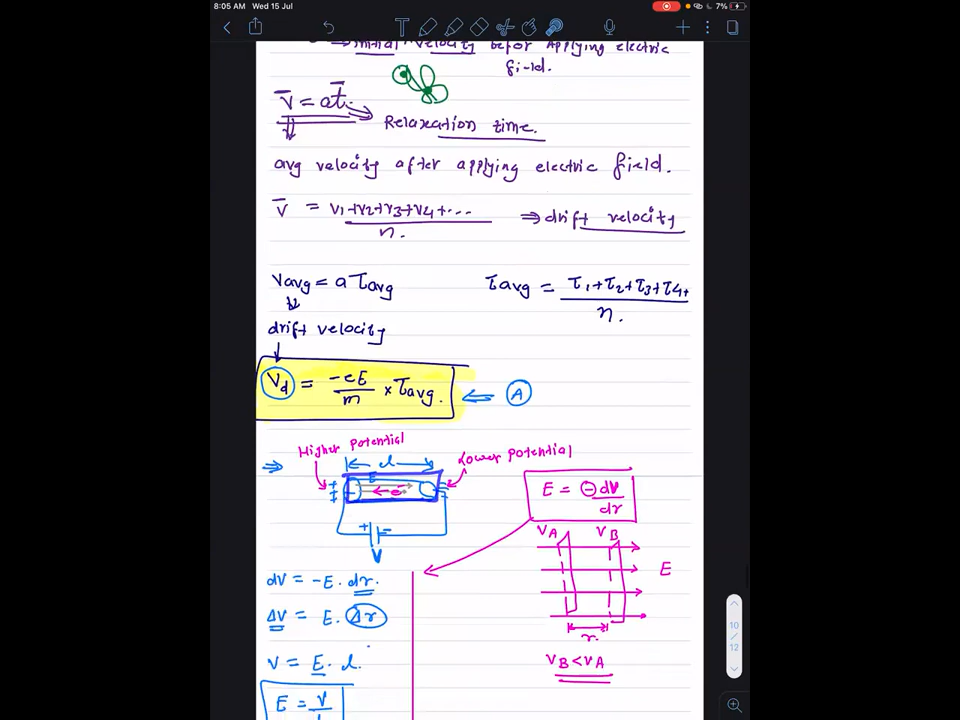 8:05 AM Wed 15 Jul
7%
⇒ initial velocity befor Applying electric
field.
v̅ = at̅.
Relaxation time.
avg velocity after applying electric field.
v̅ = v1+v2+v3+v4+... / n.
⇒ drift velocity
Vavg = a τavg
τavg = τ1+τ2+τ3+τ4+ / n.
drift velocity
Vd = -eE/m × τavg.
A
Higher potential
l
Lower potential
⇒
+
E
e-
+ -
V
E = ⊖dV/dr
VA VB
E
r
VB < VA
dV = -E. dr.
ΔV = E. Δr
V = E. l.
E = V
10
/
12